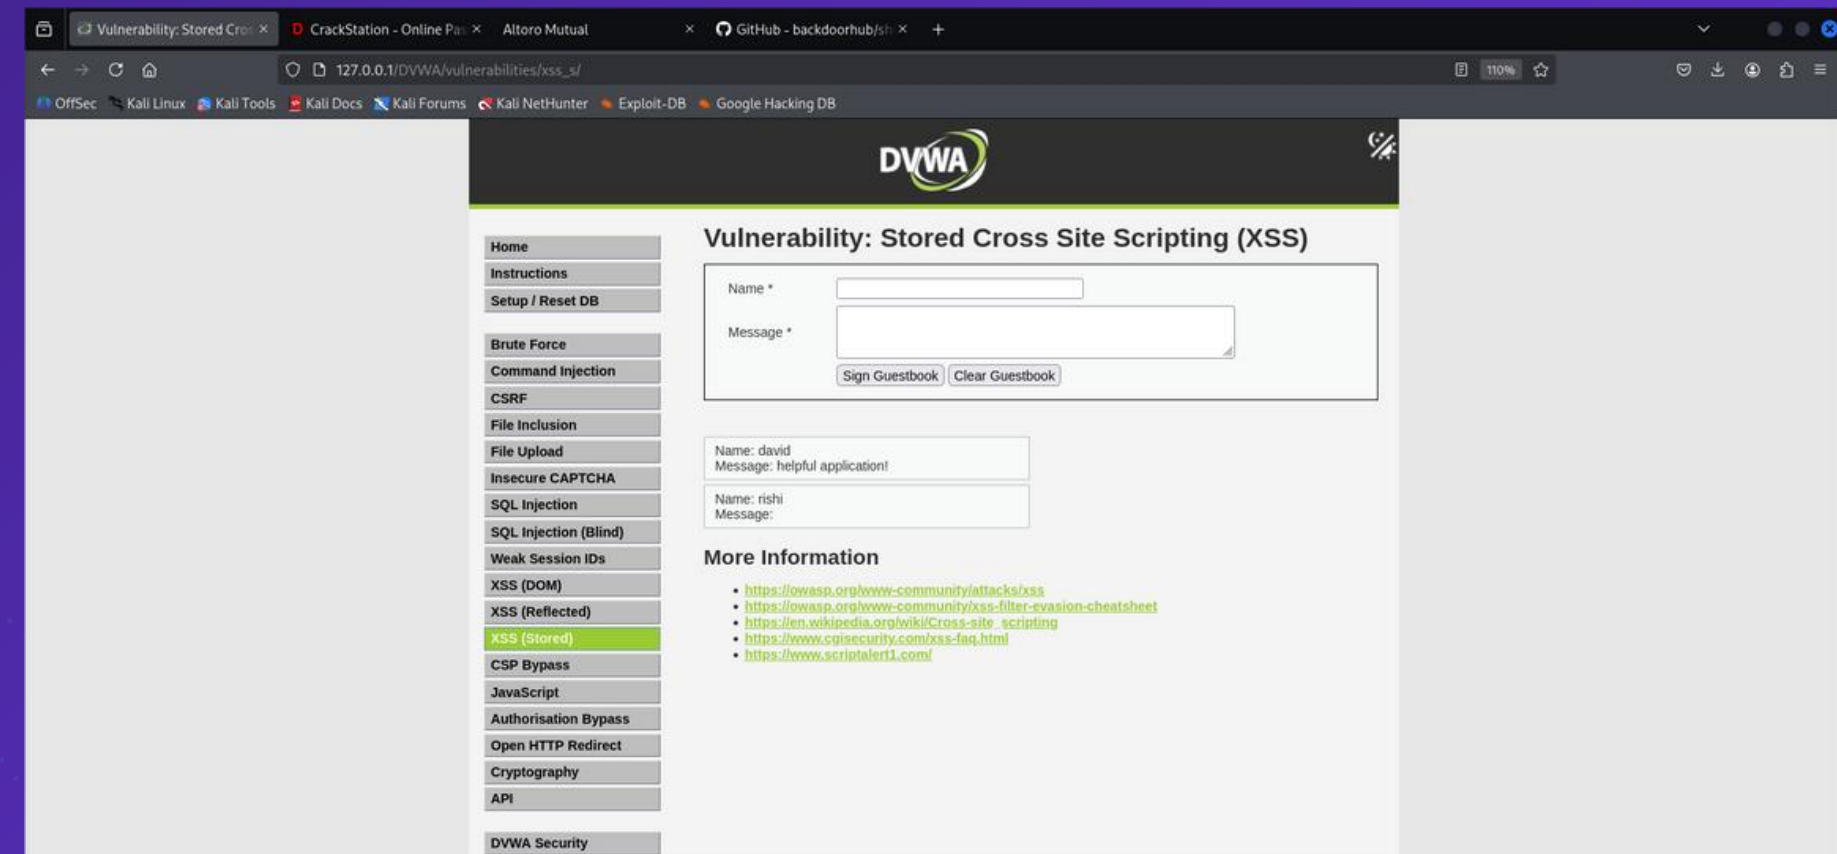 Vulnerability: Stored Cros
CrackStation - Online Pas
Altoro Mutual
GitHub - backdoorhub/sh
127.0.0.1/DVWA/vulnerabilities/xss_s/
110%
OffSec Kali Linux Kali Tools Kali Docs Kali Forums Kali NetHunter Exploit-DB Google Hacking DB
DVWA
Home
Instructions
Setup / Reset DB
Brute Force
Command Injection
CSRF
File Inclusion
File Upload
Insecure CAPTCHA
SQL Injection
SQL Injection (Blind)
Weak Session IDs
XSS (DOM)
XSS (Reflected)
XSS (Stored)
CSP Bypass
JavaScript
Authorisation Bypass
Open HTTP Redirect
Cryptography
API
DVWA Security
Vulnerability: Stored Cross Site Scripting (XSS)
Name *
Message *
Sign Guestbook Clear Guestbook
Name: david
Message: helpful application!
Name: rishi
Message:
More Information
https://owasp.org/www-community/attacks/xss
https://owasp.org/www-community/xss-filter-evasion-cheatsheet
https://en.wikipedia.org/wiki/Cross-site_scripting
https://www.cgisecurity.com/xss-faq.html
https://www.scriptalert1.com/